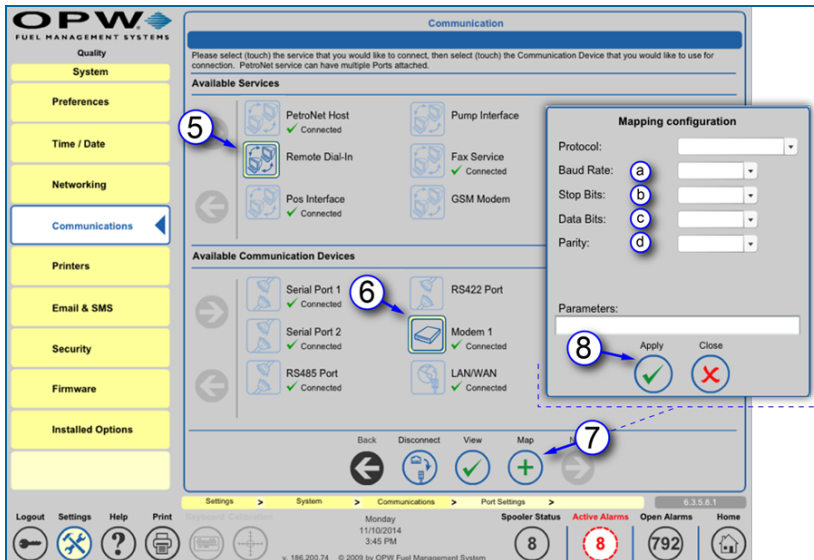 OPW
FUEL MANAGEMENT SYSTEMS
Quality
System
Preferences
Time / Date
Networking
Communications
Printers
Email & SMS
Security
Firmware
Installed Options
Communication
Please select (touch) the service that you would like to connect, then select (touch) the Communication Device that you would like to use for
connection. PetroNet service can have multiple Ports attached.
Available Services
5
PetroNet Host
Connected
Remote Dial-In
Pos Interface
Connected
Pump Interface
Fax Service
Connected
GSM Modem
Available Communication Devices
6
Serial Port 1
Connected
Serial Port 2
Connected
RS485 Port
Connected
RS422 Port
Modem 1
Connected
LAN/WAN
Connected
Mapping configuration
Protocol:
Baud Rate: a
Stop Bits: b
Data Bits: c
Parity: d
Parameters:
8
Apply Close
7
Back Disconnect View Map
Settings > System > Communications > Port Settings > 6.3.5.8.1
Logout Settings Help Print Keyboard Calibration
Monday
11/10/2014
3:45 PM
v. 186.200.74 © 2009 by OPW Fuel Management System
Spooler Status Active Alarms Open Alarms Home
8 8 792